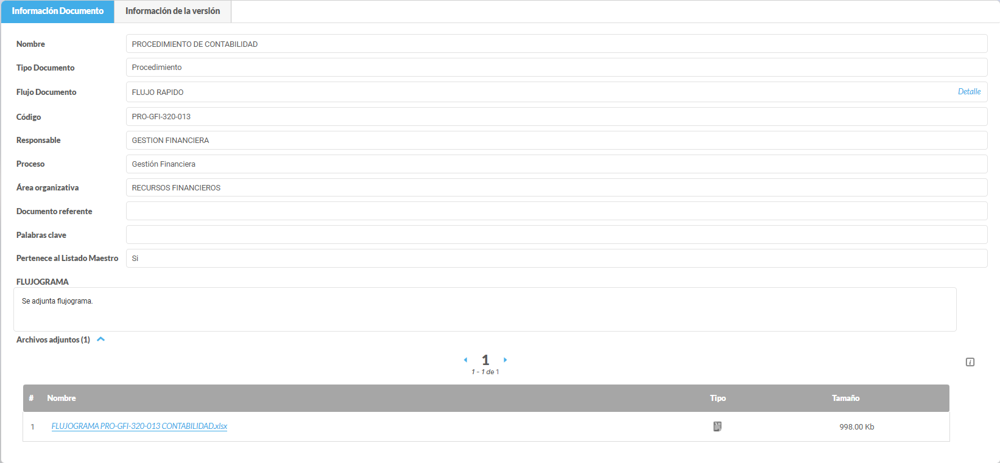 Información Documento
Información de la versión
Nombre PROCEDIMIENTO DE CONTABILIDAD
Tipo Documento Procedimiento
Flujo Documento FLUJO RAPIDO Detalle
Código PRO-GFI-320-013
Responsable GESTION FINANCIERA
Proceso Gestión Financiera
Área organizativa RECURSOS FINANCIEROS
Documento referente
Palabras clave
Pertenece al Listado Maestro Si
FLUJOGRAMA
Se adjunta flujograma.
Archivos adjuntos (1)
1
1 - 1 de 1
# Nombre Tipo Tamaño
1 FLUJOGRAMA PRO-GFI-320-013 CONTABILIDAD.xlsx 998.00 Kb